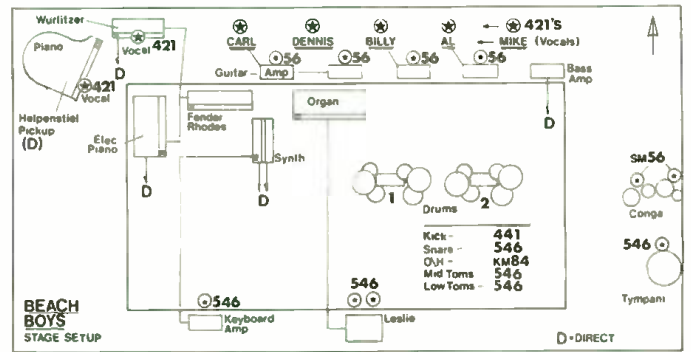 Wurlitzer
Piano
Vocal 421
421
Vocal
D
Helpenstiel
Pickup
(D)
421'S
CARL DENNIS BILLY AL MIKE (Vocals)
56 56 56 56
Guitar Amp
Bass
Amp
D
Elec
Piano
D
Fender
Rhodes
Synth
D
Organ
1 2
Drums
Kick - 441
Snare - 546
O\H - KM84
Mid Toms 546
Low Toms - 546
SM56
Conga
546
Tympani
546
Keyboard
Amp
546
Leslie
BEACH
BOYS
STAGE SETUP
D=DIRECT